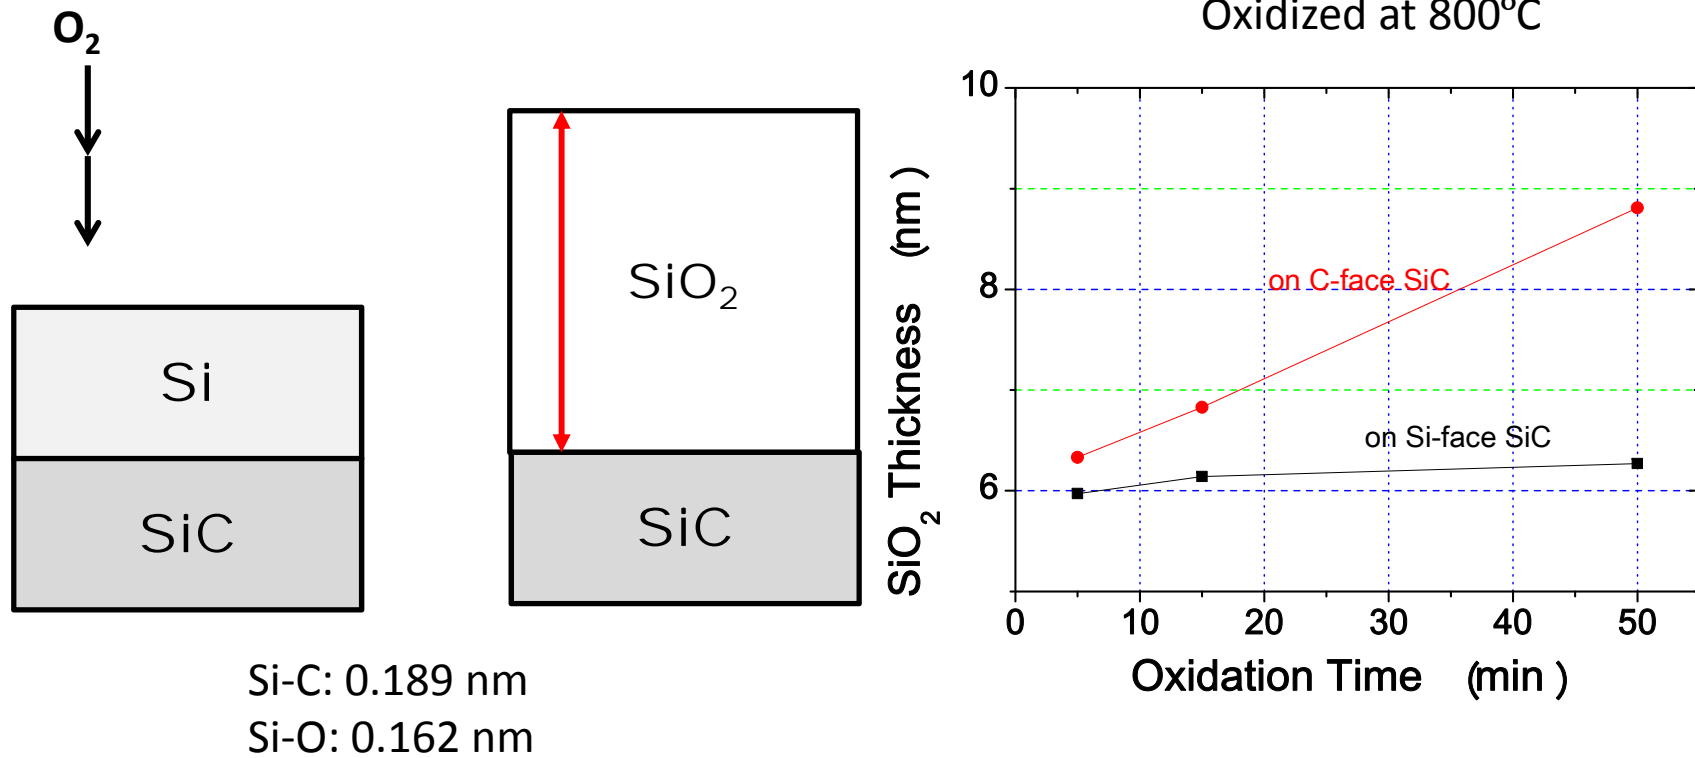 O₂
Si
SiC
SiO₂
SiC
Si-C: 0.189 nm
Si-O: 0.162 nm
Oxidized at 800ºC
SiO₂ Thickness (nm )
10
8
6
on C-face SiC
on Si-face SiC
0 10 20 30 40 50
Oxidation Time (min )